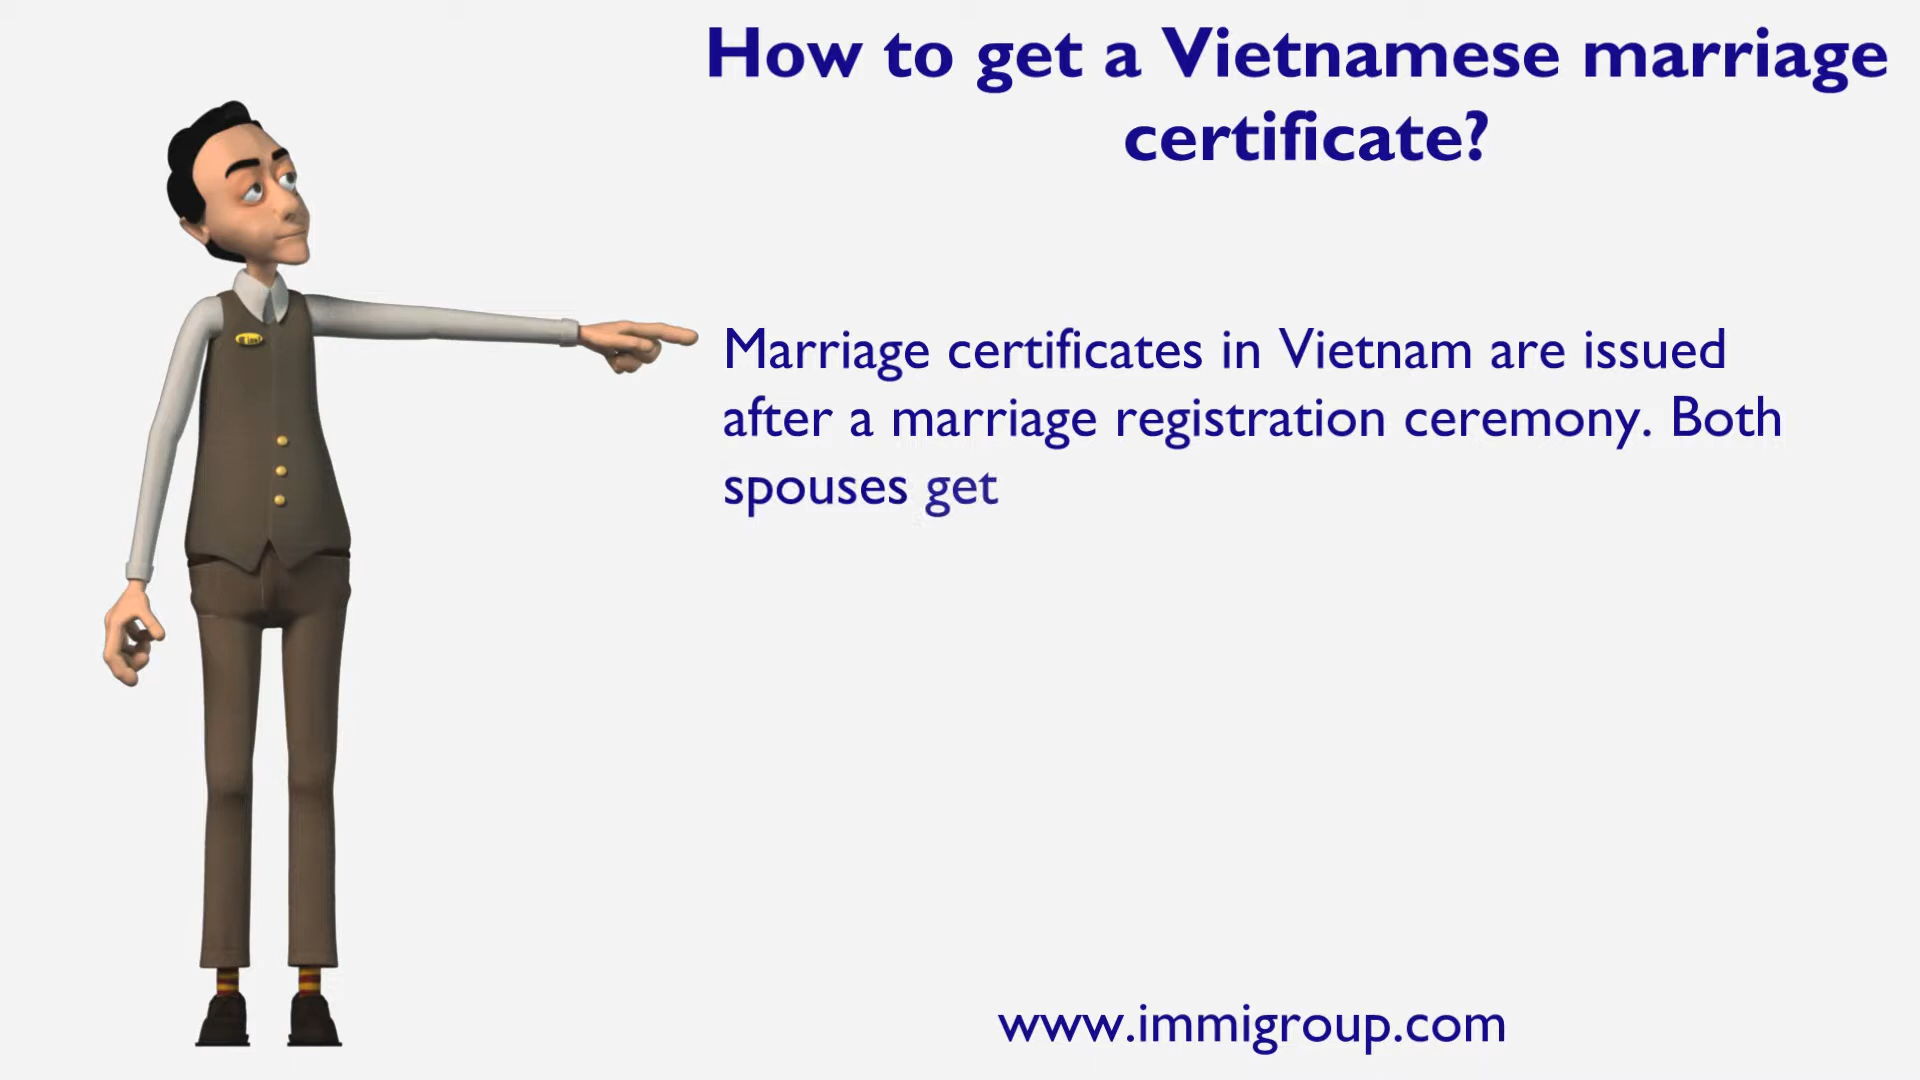 How to get a Vietnamese marriage
certificate?
Marriage certificates in Vietnam are issued
after a marriage registration ceremony. Both
spouses get
www.immigroup.com